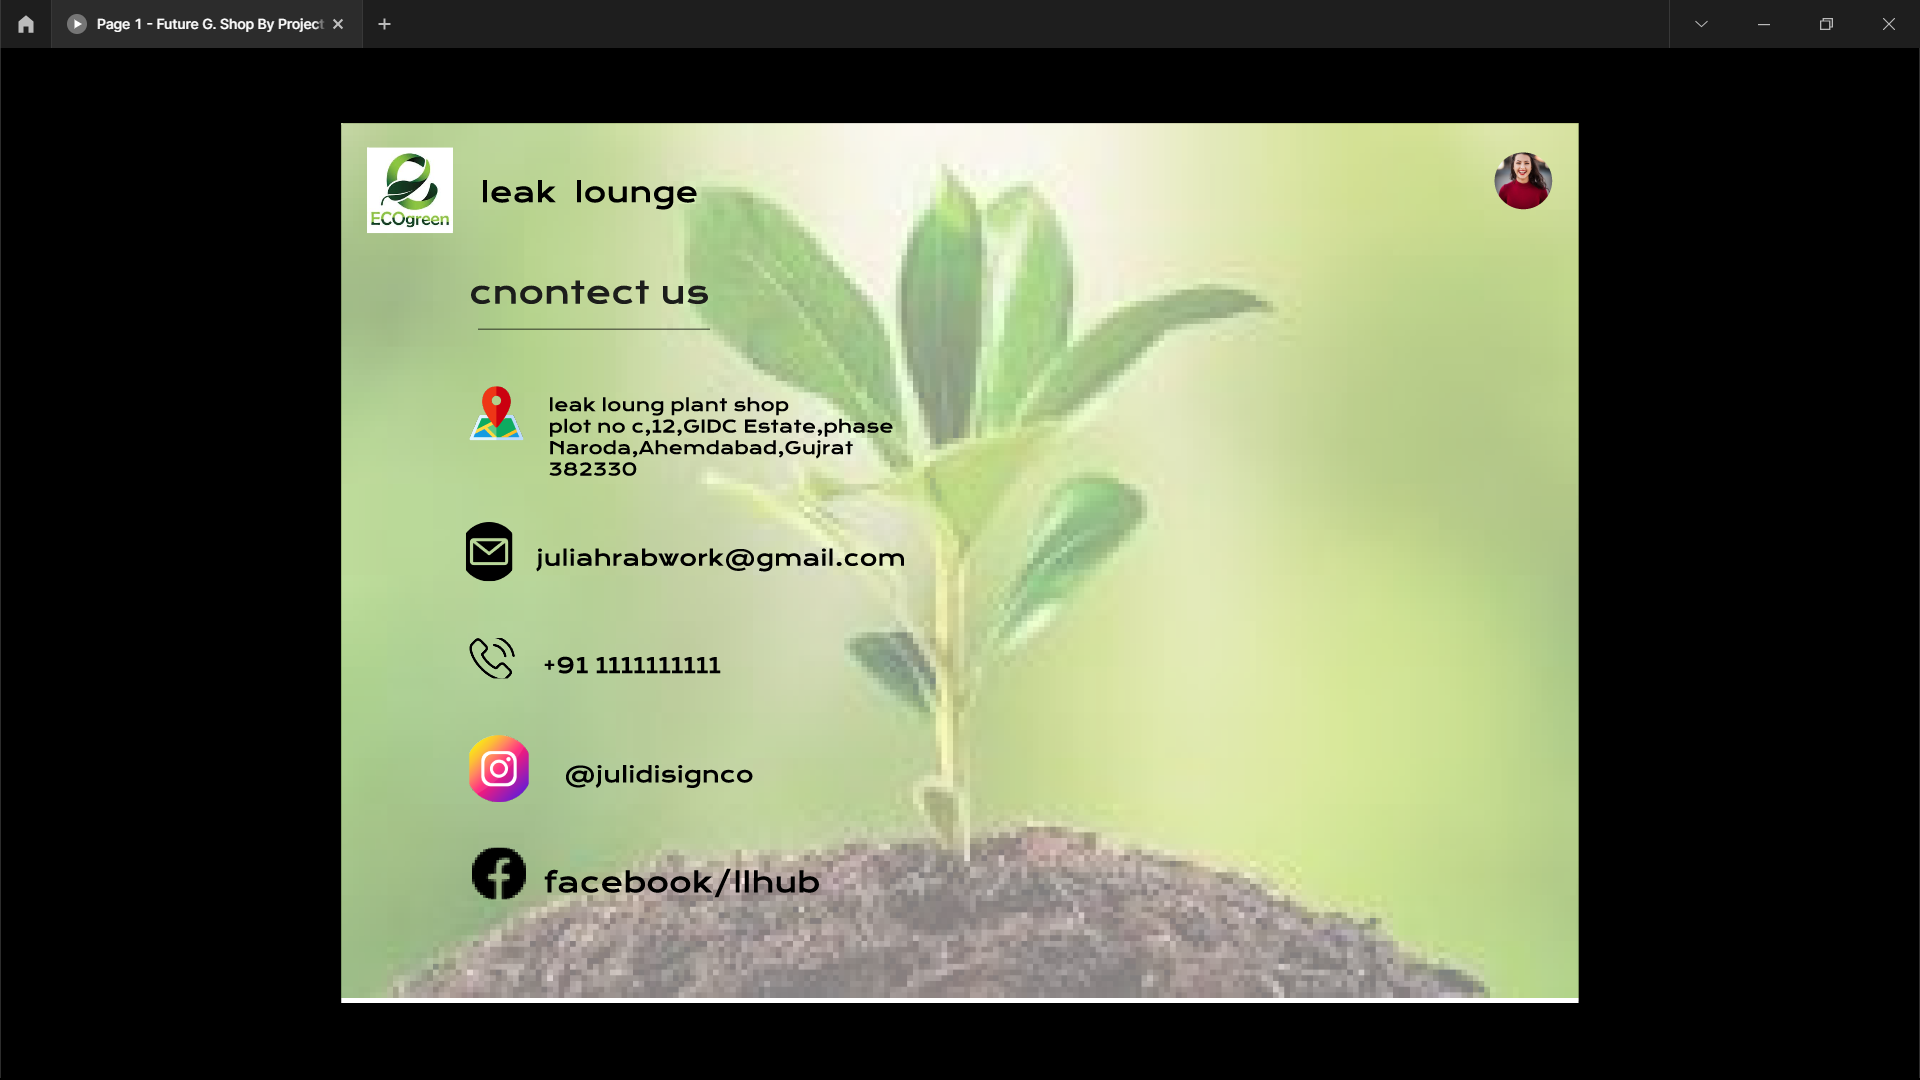 Page 1 - Future G. Shop By Project
ECOgreen
leak lounge
cnontect us
leak loung plant shop
plot no c,12,GIDC Estate,phase
Naroda,Ahemdabad,Gujrat
382330
juliahrabwork@gmail.com
+91 1111111111
@julidisignco
facebook/llhub